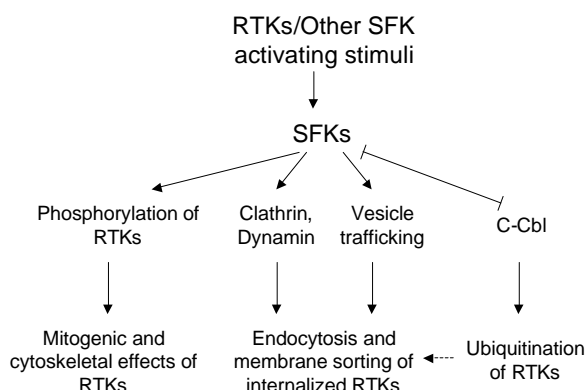 RTKs/Other SFK
activating stimuli
SFKs
Phosphorylation of
RTKs
Clathrin,
Dynamin
Vesicle
trafficking
C-Cbl
Mitogenic and
cytoskeletal effects of
RTKs
Endocytosis and
membrane sorting of
internalized RTKs
Ubiquitination
of RTKs